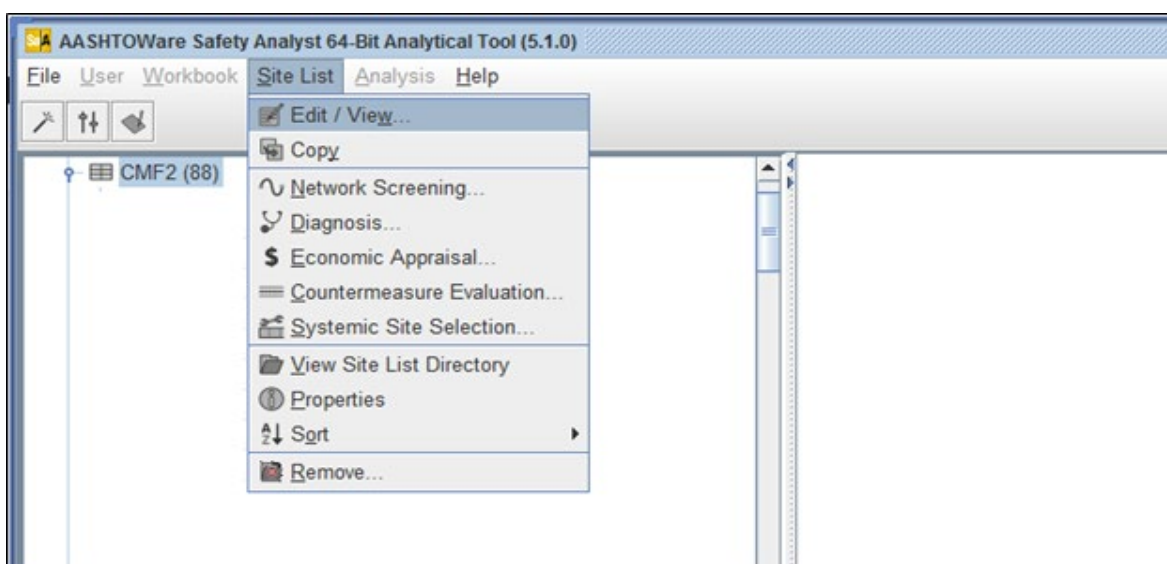 AASHTOWare Safety Analyst 64-Bit Analytical Tool (5.1.0)
File User Workbook Site List Analysis Help
Edit / View...
Copy
CMF2 (88)
Network Screening...
Diagnosis...
$ Economic Appraisal...
Countermeasure Evaluation...
Systemic Site Selection...
View Site List Directory
Properties
Sort
Remove...